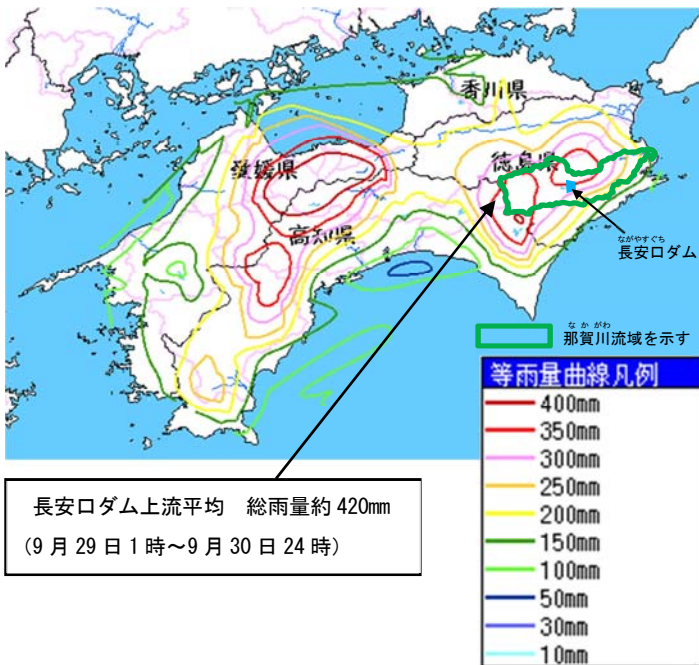 香川県
愛媛県
徳島県
高知県
ながやすぐち
長安口ダム
なかがわ
那賀川流域を示す
等雨量曲線凡例
400mm
350mm
300mm
250mm
200mm
150mm
100mm
50mm
30mm
10mm
長安口ダム上流平均　総雨量約 420mm
(9 月 29 日 1 時～9 月 30 日 24 時)